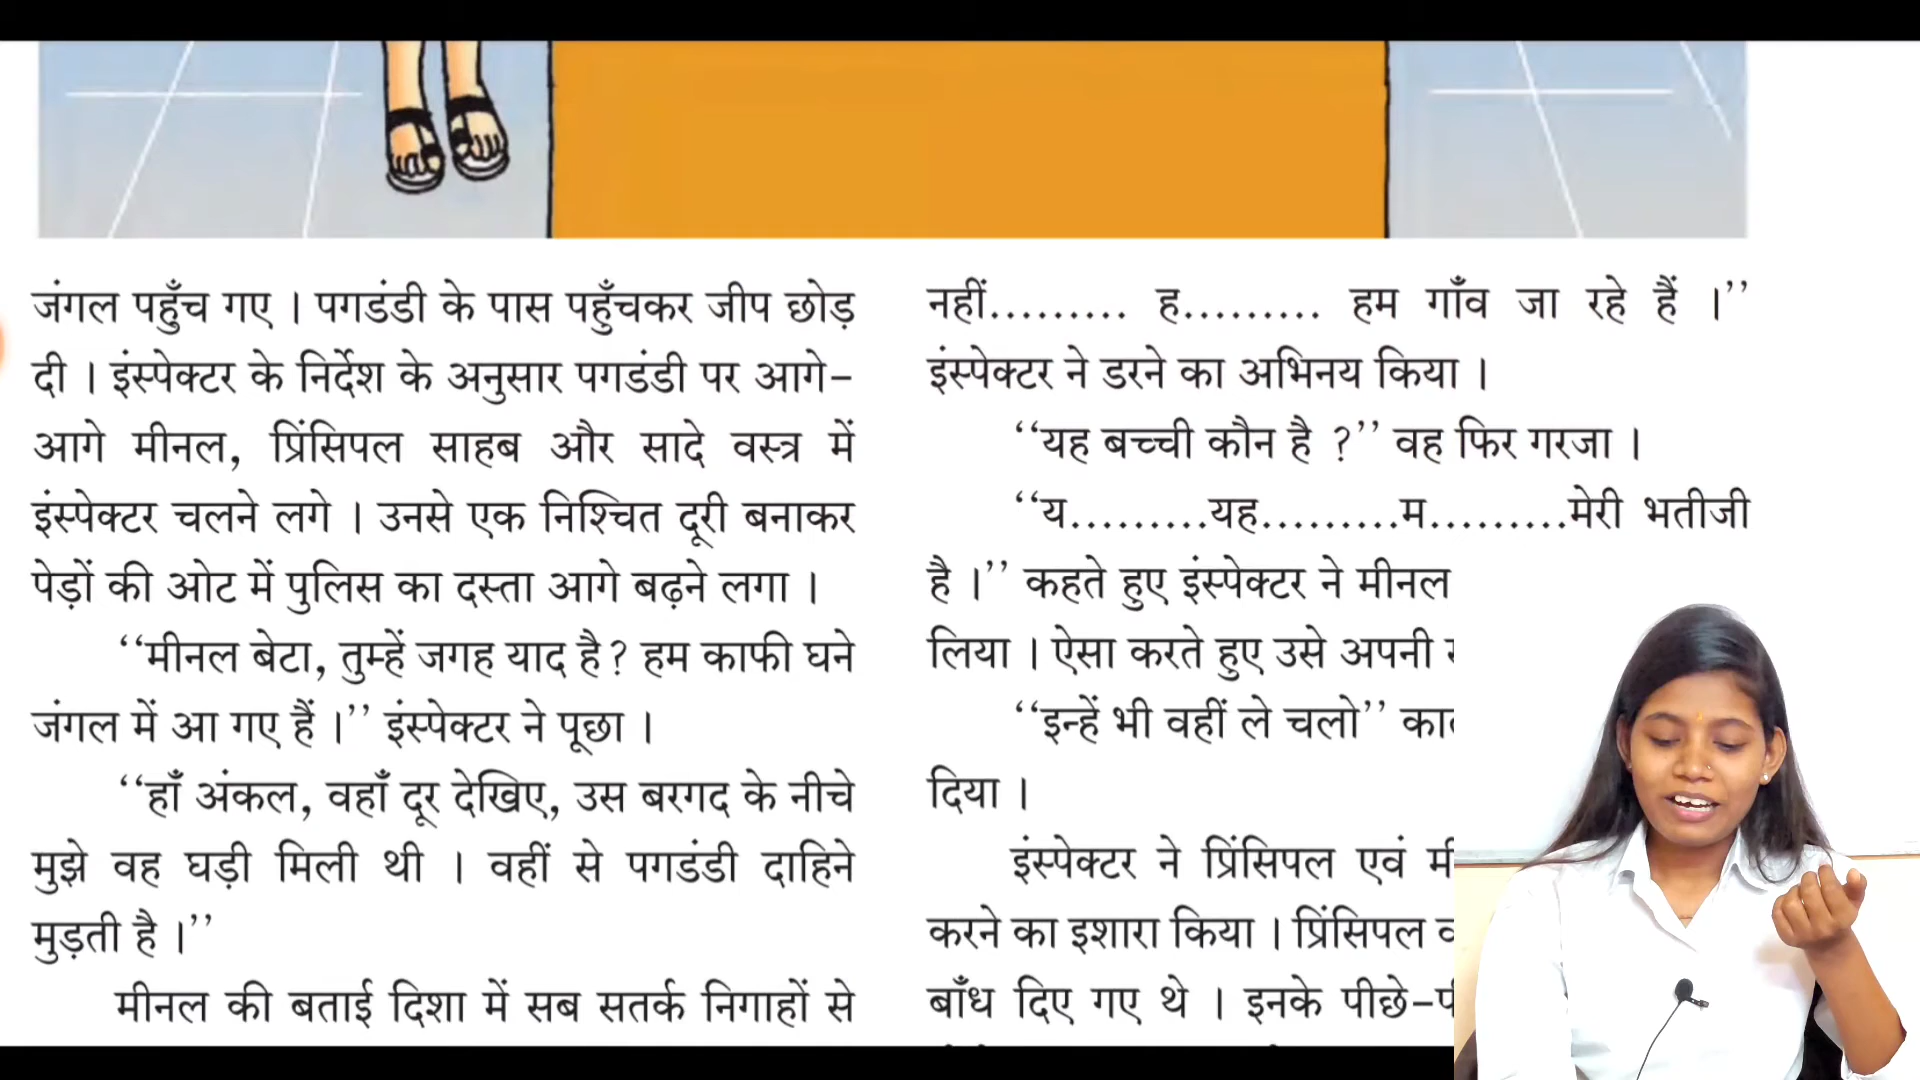 जंगल पहुँच गए । पगडंडी के पास पहुँचकर जीप छोड़
दी । इंस्पेक्टर के निर्देश के अनुसार पगडंडी पर आगे-
आगे मीनल, प्रिंसिपल साहब और सादे वस्त्र में
इंस्पेक्टर चलने लगे । उनसे एक निश्चित दूरी बनाकर
पेड़ों की ओट में पुलिस का दस्ता आगे बढ़ने लगा ।
‘‘मीनल बेटा, तुम्हें जगह याद है? हम काफी घने
जंगल में आ गए हैं ।’’ इंस्पेक्टर ने पूछा ।
‘‘हाँ अंकल, वहाँ दूर देखिए, उस बरगद के नीचे
मुझे वह घड़ी मिली थी । वहीं से पगडंडी दाहिने
मुड़ती है ।’’
मीनल की बताई दिशा में सब सतर्क निगाहों से
नहीं......... ह......... हम गाँव जा रहे हैं ।’’
इंस्पेक्टर ने डरने का अभिनय किया ।
‘‘यह बच्ची कौन है ?’’ वह फिर गरजा ।
‘‘य.........यह.........म.........मेरी भतीजी
है ।’’ कहते हुए इंस्पेक्टर ने मीनल
लिया । ऐसा करते हुए उसे अपनी
‘‘इन्हें भी वहीं ले चलो’’
दिया ।
इंस्पेक्टर ने प्रिंसिपल एवं
करने का इशारा किया । प्रिंसिपल
बाँध दिए गए थे । इनके पीछे-